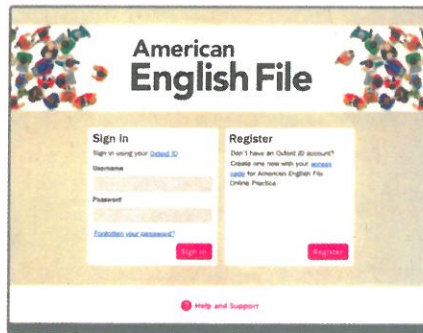 American
English File
Sign in
Sign in using your Oxford ID
Username
Password
Forgotten your password?
Sign in
Register
Don't have an Oxford ID account?
Create one now with your access
code for American English File
Online Practice
Register
? Help and Support